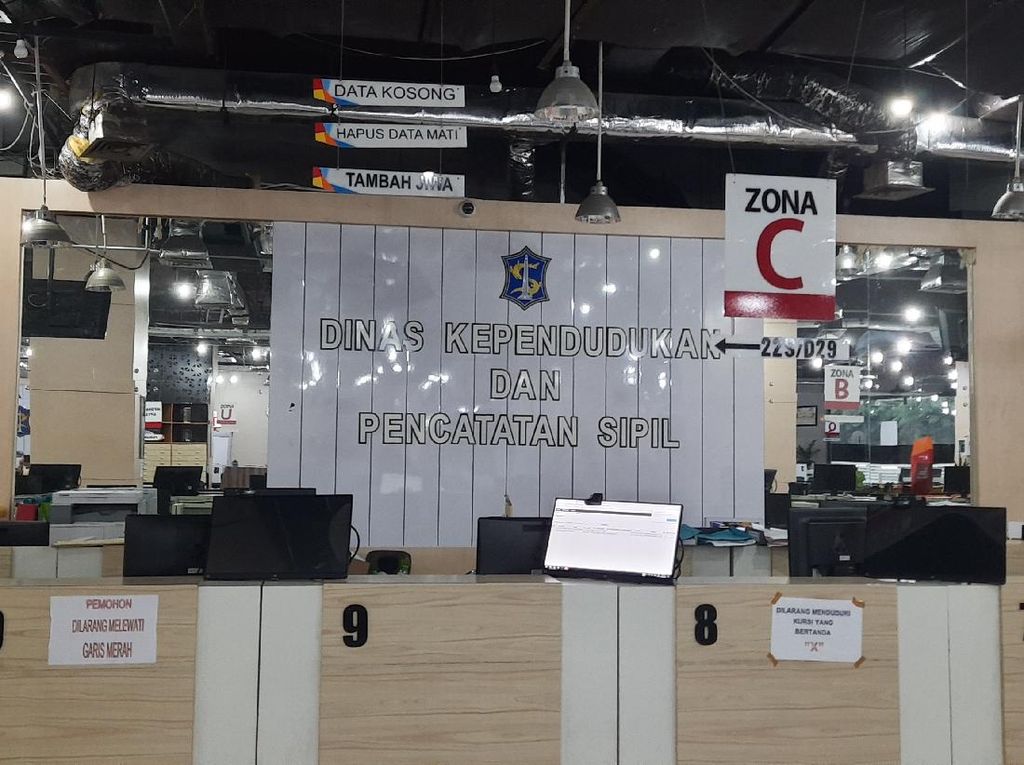 DATA KOSONG
HAPUS DATA MATI
TAMBAH JIWA
ZONA
C
DINAS KEPENDUDUKAN
DAN
PENCATATAN SIPIL
ZONA
B
PEMOHON
DILARANG MELEWATI
GARIS MERAH
9
8
DILARANG MENDUDUKI
KURSI YANG
BERTANDA
"X"